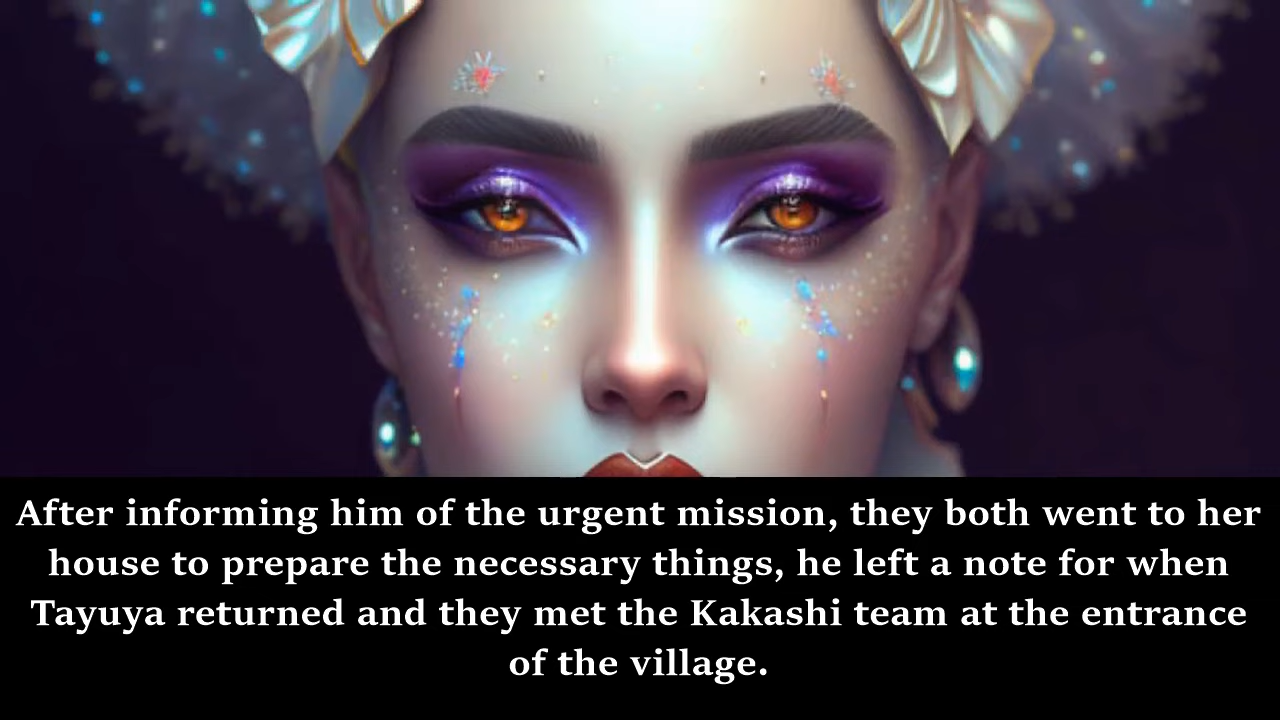 After informing him of the urgent mission, they both went to her
house to prepare the necessary things, he left a note for when
Tayuya returned and they met the Kakashi team at the entrance
of the village.